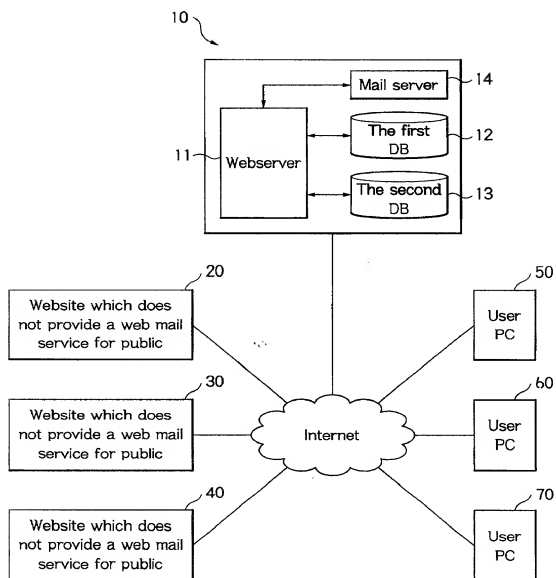 10
Mail server
14
The first
DB
12
11
Webserver
The second
DB
13
20
Website which does
not provide a web mail
service for public
50
User
PC
30
Website which does
not provide a web mail
service for public
Internet
60
User
PC
40
Website which does
not provide a web mail
service for public
70
User
PC